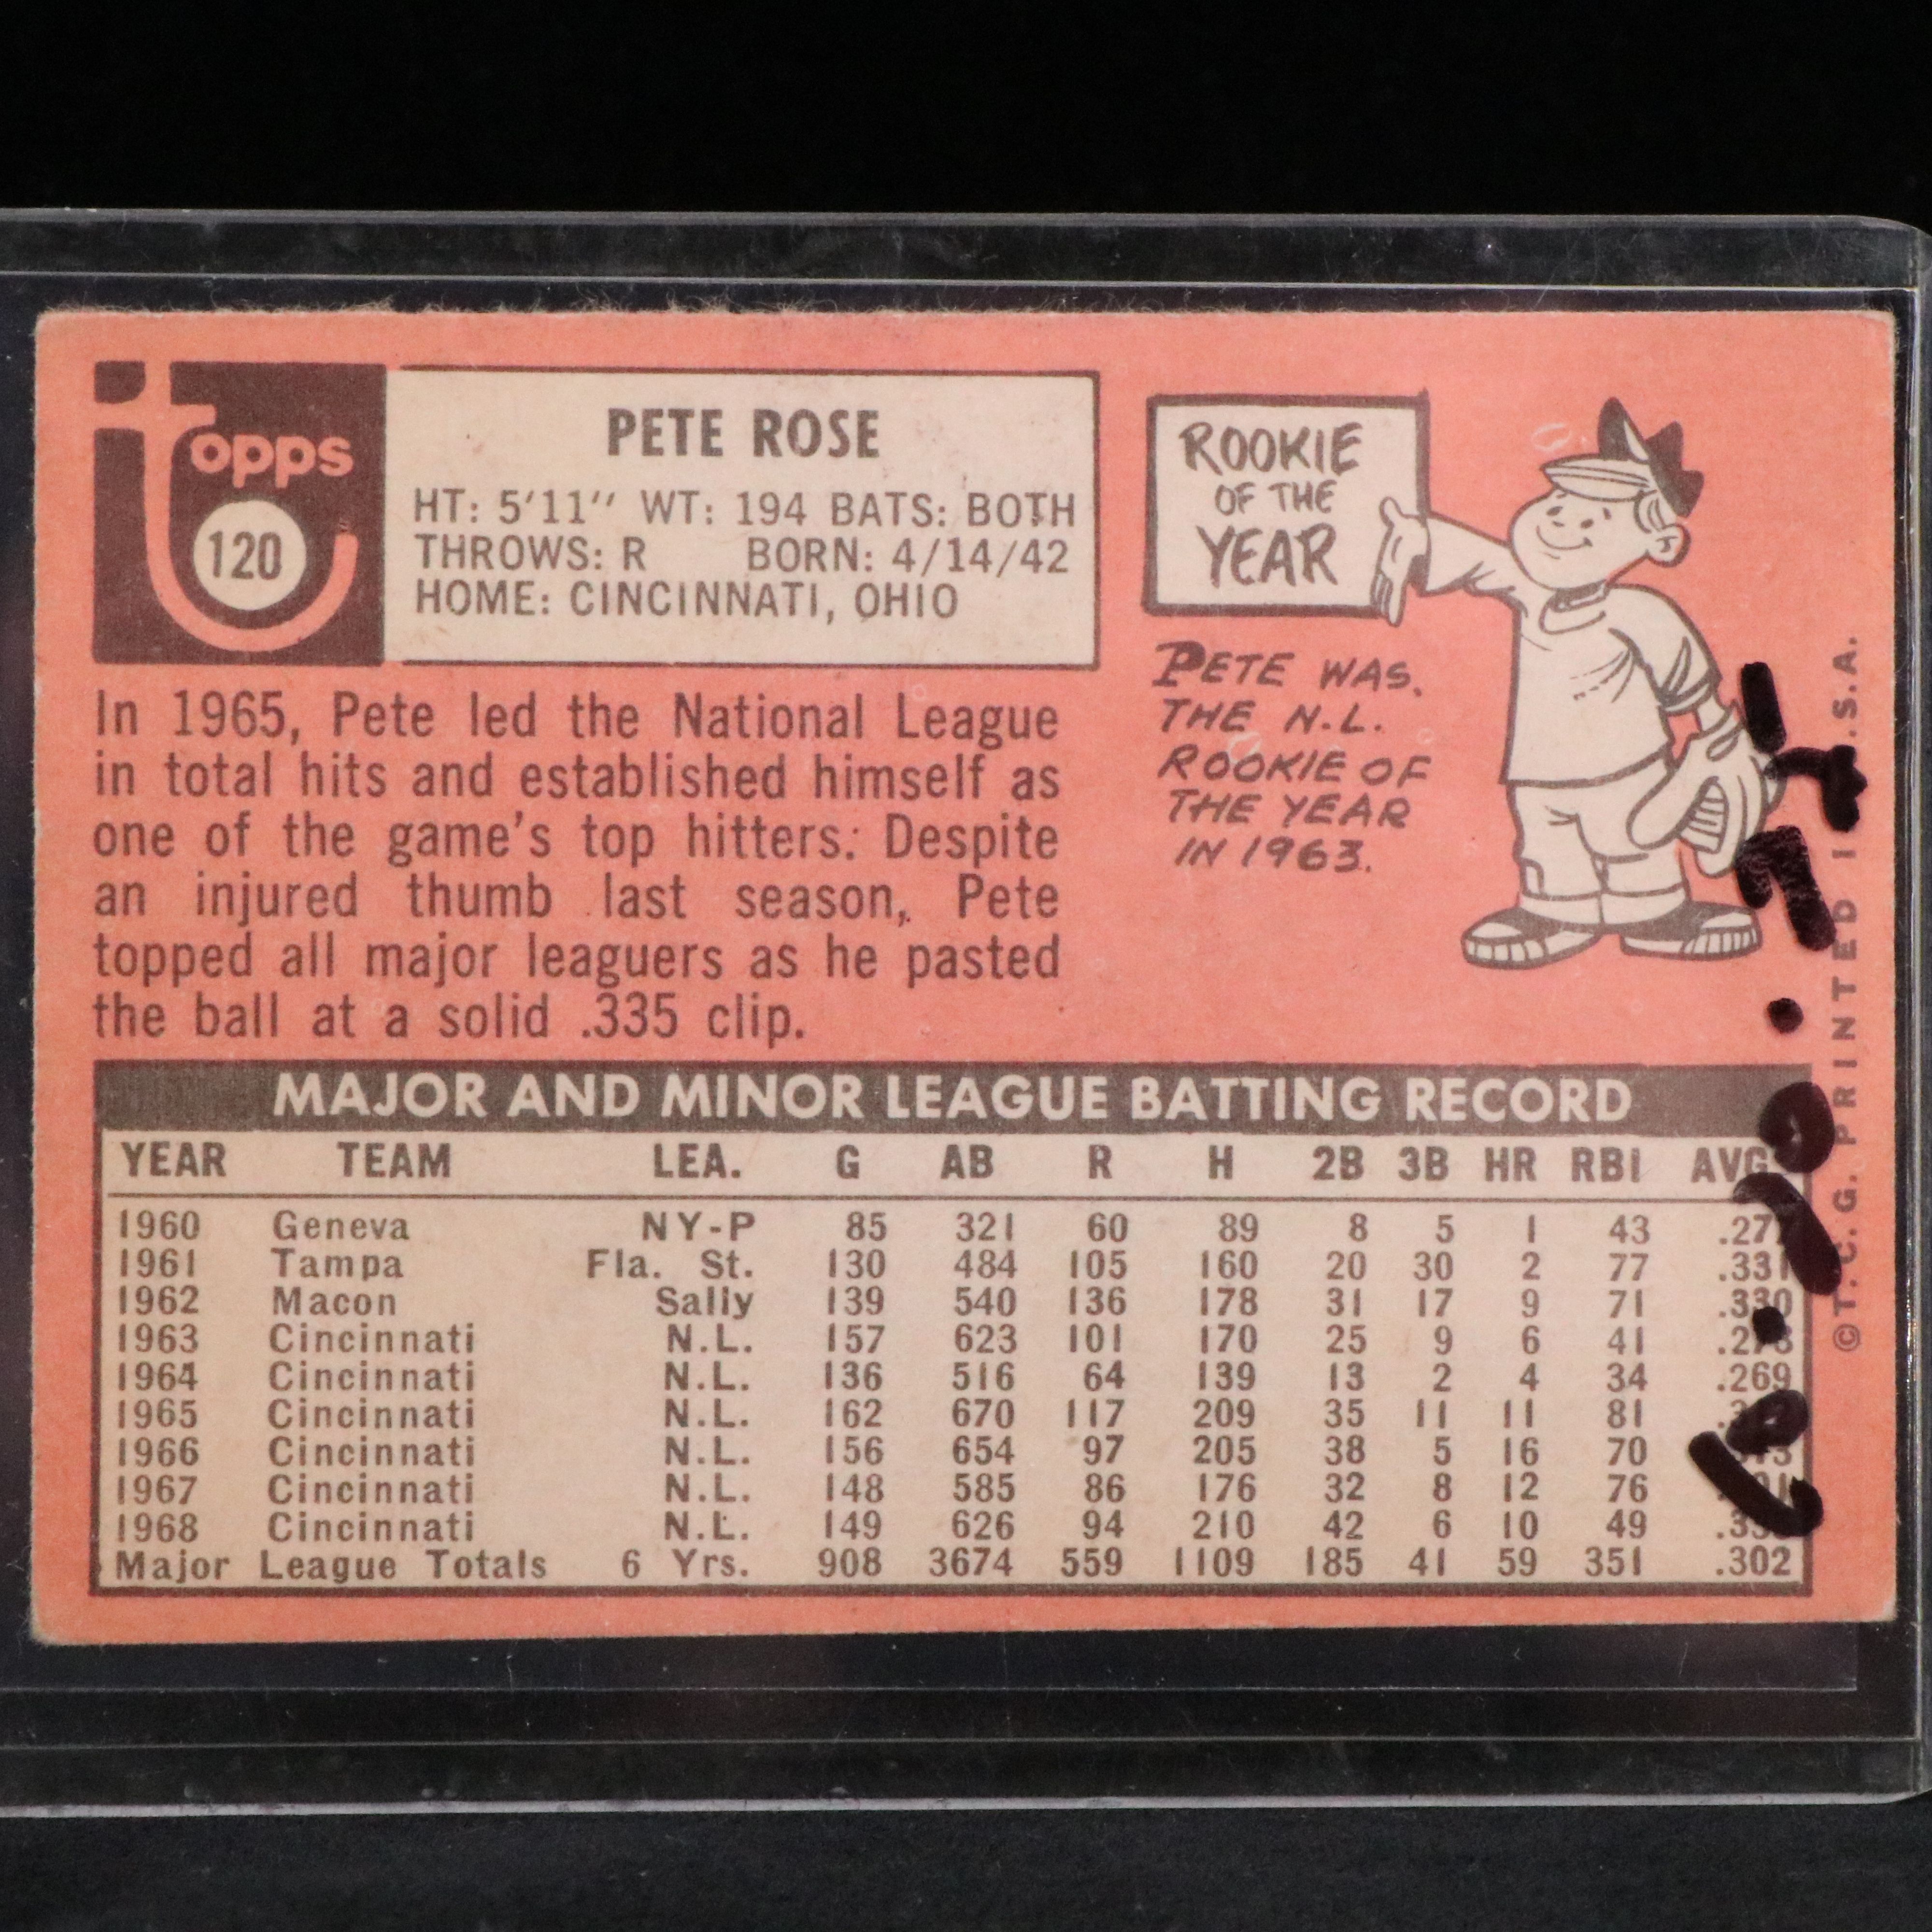 Topps
120
PETE ROSE
HT: 5'11" WT: 194 BATS: BOTH
THROWS: R BORN: 4/14/42
HOME: CINCINNATI, OHIO
In 1965, Pete led the National League
in total hits and established himself as
one of the game's top hitters. Despite
an injured thumb last season, Pete
topped all major leaguers as he pasted
the ball at a solid .335 clip.
ROOKIE
OF THE
YEAR
PETE WAS
THE N.L.
ROOKIE OF
THE YEAR
IN 1963.
MAJOR AND MINOR LEAGUE BATTING RECORD
YEAR TEAM LEA. G AB R H 2B 3B HR RBI AVG.
1960 Geneva NY-P 85 321 60 89 8 5 1 43 .277
1961 Tampa Fla. St. 130 484 105 160 20 30 2 77 .331
1962 Macon Sally 139 540 136 178 31 17 9 71 .330
1963 Cincinnati N.L. 157 623 101 170 25 9 6 41
1964 Cincinnati N.L. 136 516 64 139 13 2 4 34 .269
1965 Cincinnati N.L. 162 670 117 209 35 11 11 81
1966 Cincinnati N.L. 156 654 97 205 38 5 16 70
1967 Cincinnati N.L. 148 585 86 176 32 8 12 76
1968 Cincinnati N.L. 149 626 94 210 42 6 10 49
Major League Totals 6 Yrs. 908 3674 559 1109 185 41 59 351 .302
©T.C.G. PRINTED I .S.A.